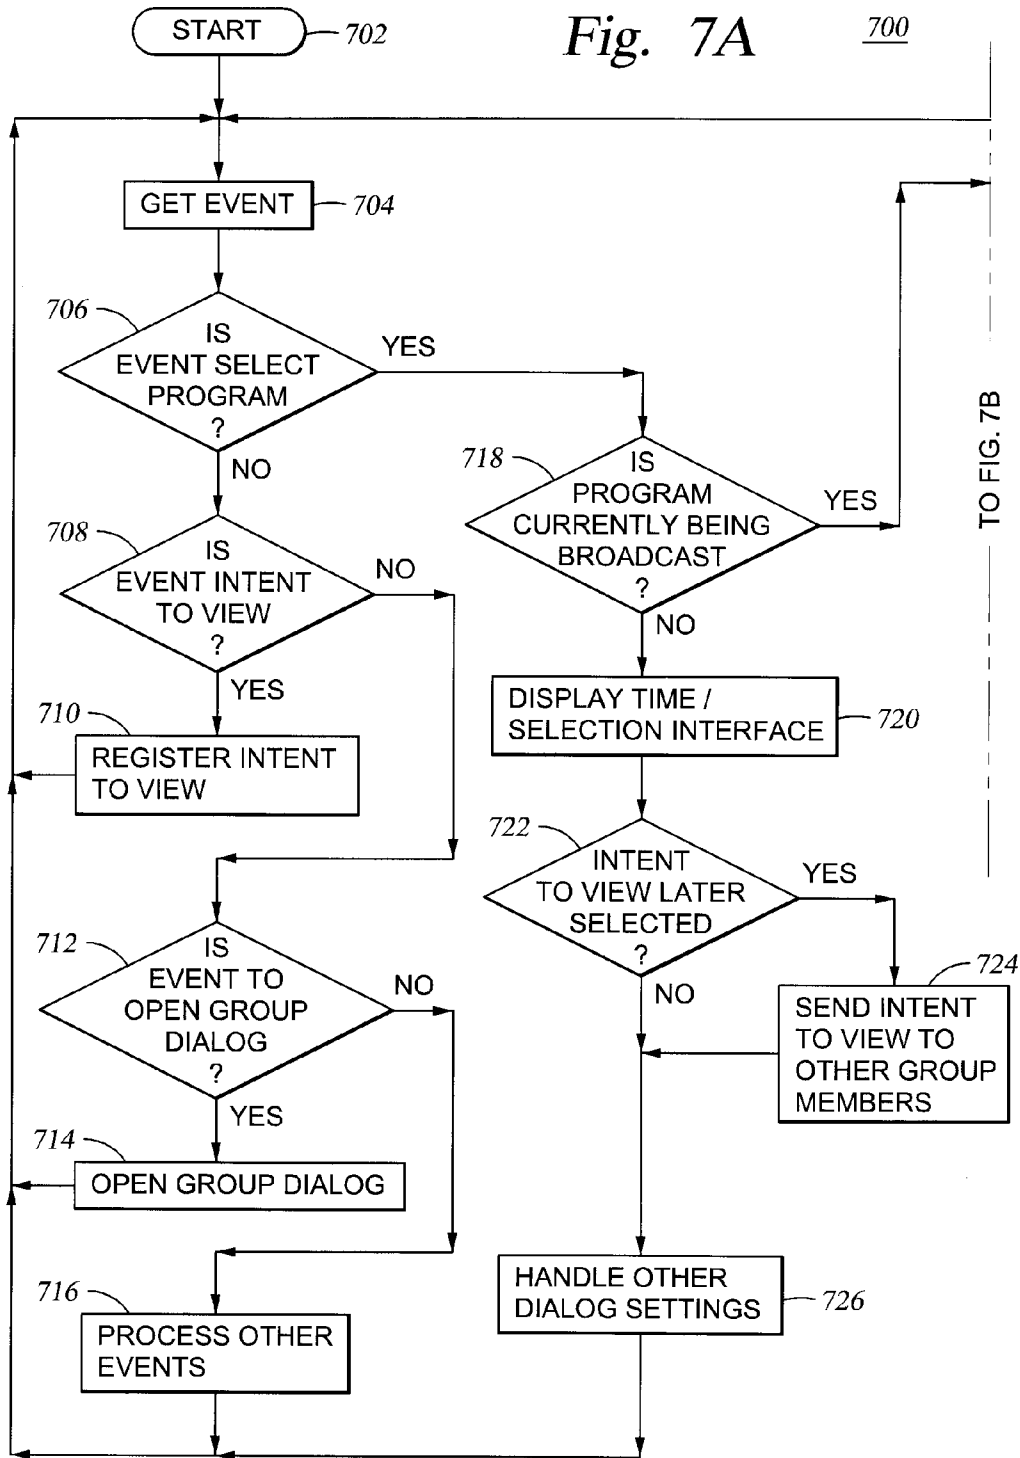 START
702
Fig. 7A
700
GET EVENT
704
706
IS
EVENT SELECT
PROGRAM
?
YES
NO
718
IS
PROGRAM
CURRENTLY BEING
BROADCAST
?
YES
NO
TO FIG. 7B
708
IS
EVENT INTENT
TO VIEW
?
NO
YES
710
REGISTER INTENT
TO VIEW
DISPLAY TIME /
SELECTION INTERFACE
720
722
INTENT
TO VIEW LATER
SELECTED
?
YES
NO
724
SEND INTENT
TO VIEW TO
OTHER GROUP
MEMBERS
712
IS
EVENT TO
OPEN GROUP
DIALOG
?
NO
YES
714
OPEN GROUP DIALOG
716
PROCESS OTHER
EVENTS
HANDLE OTHER
DIALOG SETTINGS
726